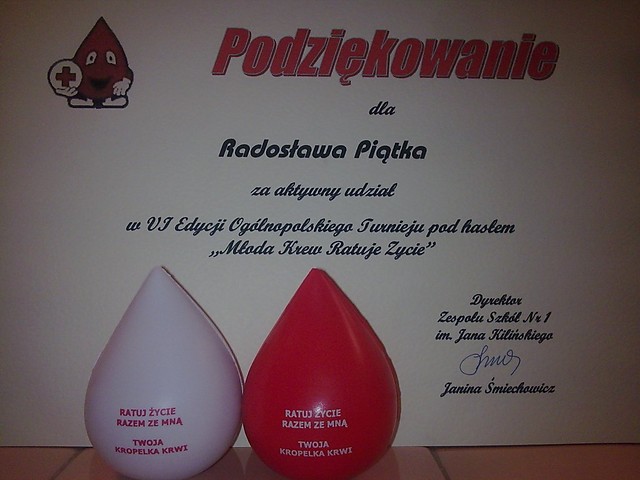 Podziękowanie
dla
Radosława Piątka
za aktywny udział
w VI Edycji Ogólnopolskiego Turnieju pod hasłem
„Młoda Krew Ratuje Życie”
Dyrektor
Zespołu Szkół Nr 1
im. Jana Kilińskiego
Janina Śmiechowicz
RATUJ ŻYCIE
RAZEM ZE MNĄ
TWOJA
KROPELKA KRWI
RATUJ ŻYCIE
RAZEM ZE MNĄ
TWOJA
KROPELKA KRWI